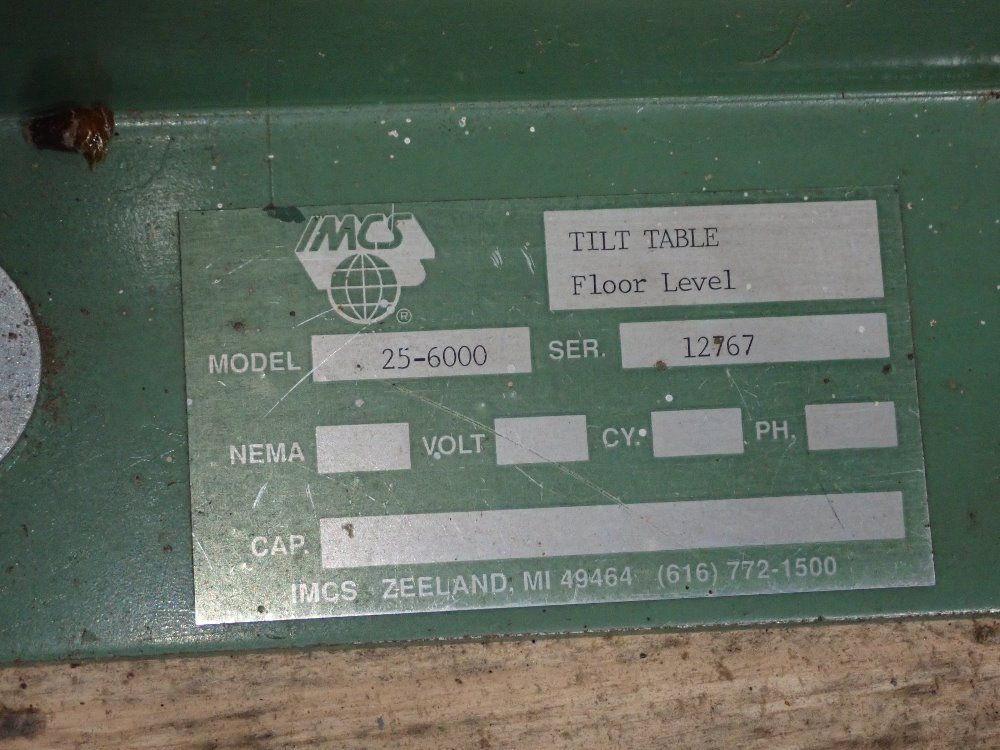 IMCS
®
TILT TABLE
Floor Level
MODEL 25-6000 SER. 12767
NEMA VOLT CY. PH.
CAP.
IMCS ZEELAND, MI 49464 (616) 772-1500